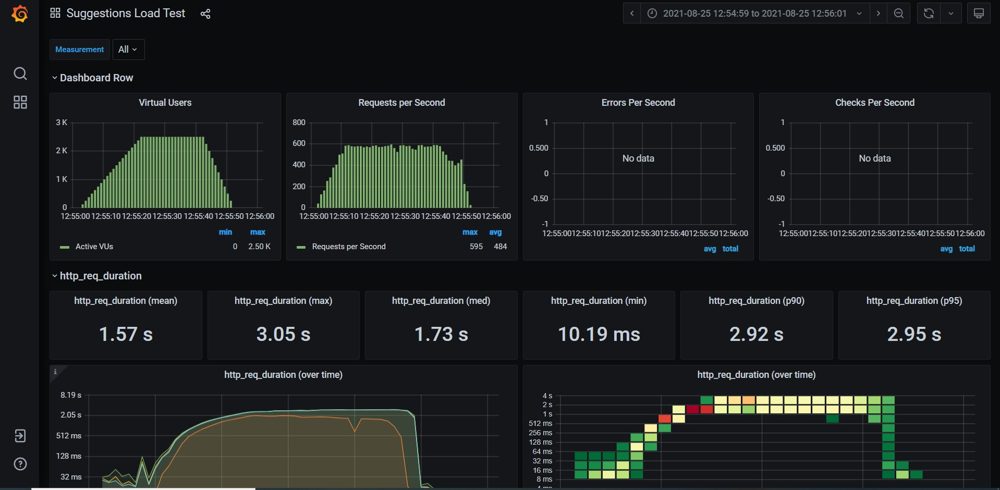 Suggestions Load Test
2021-08-25 12:54:59 to 2021-08-25 12:56:01
Measurement All
Dashboard Row
Virtual Users
3 K
2 K
1 K
0
12:55:00 12:55:10 12:55:20 12:55:30 12:55:40 12:55:50 12:56:00
min max
Active VUs 0 2.50 K
Requests per Second
800
600
400
200
0
12:55:00 12:55:10 12:55:20 12:55:30 12:55:40 12:55:50 12:56:00
max avg
Requests per Second 595 484
Errors Per Second
1
0.500
0
-0.50
-1
No data
12:55:00 12:55:10 12:55:20 12:55:30 12:55:40 12:55:50 12:56:00
avg total
Checks Per Second
1
0.500
0
-0.50
-1
No data
12:55:00 12:55:10 12:55:20 12:55:30 12:55:40 12:55:50 12:56:00
avg total
http_req_duration
http_req_duration (mean)
1.57 s
http_req_duration (max)
3.05 s
http_req_duration (med)
1.73 s
http_req_duration (min)
10.19 ms
http_req_duration (p90)
2.92 s
http_req_duration (p95)
2.95 s
i
http_req_duration (over time)
8.19 s
2.05 s
512 ms
128 ms
32 ms
http_req_duration (over time)
4 s
2 s
1 s
512 ms
256 ms
128 ms
64 ms
32 ms
16 ms
8 ms
4 ms